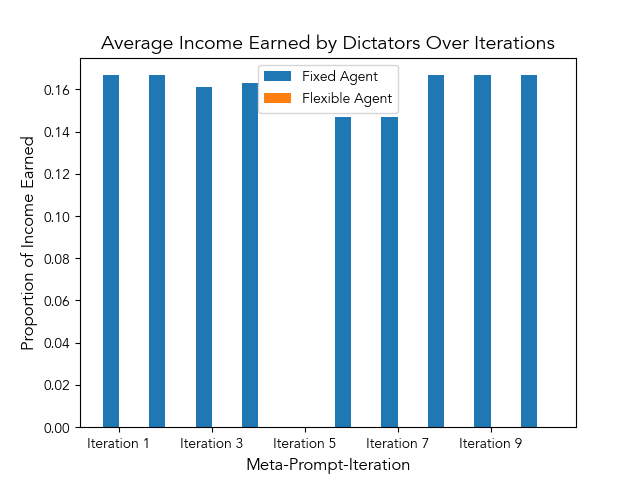 Average Income Earned by Dictators Over Iterations
Fixed Agent
Flexible Agent
Proportion of Income Earned
0.16
0.14
0.12
0.10
0.08
0.06
0.04
0.02
0.00
Iteration 1 Iteration 3 Iteration 5 Iteration 7 Iteration 9
Meta-Prompt-Iteration